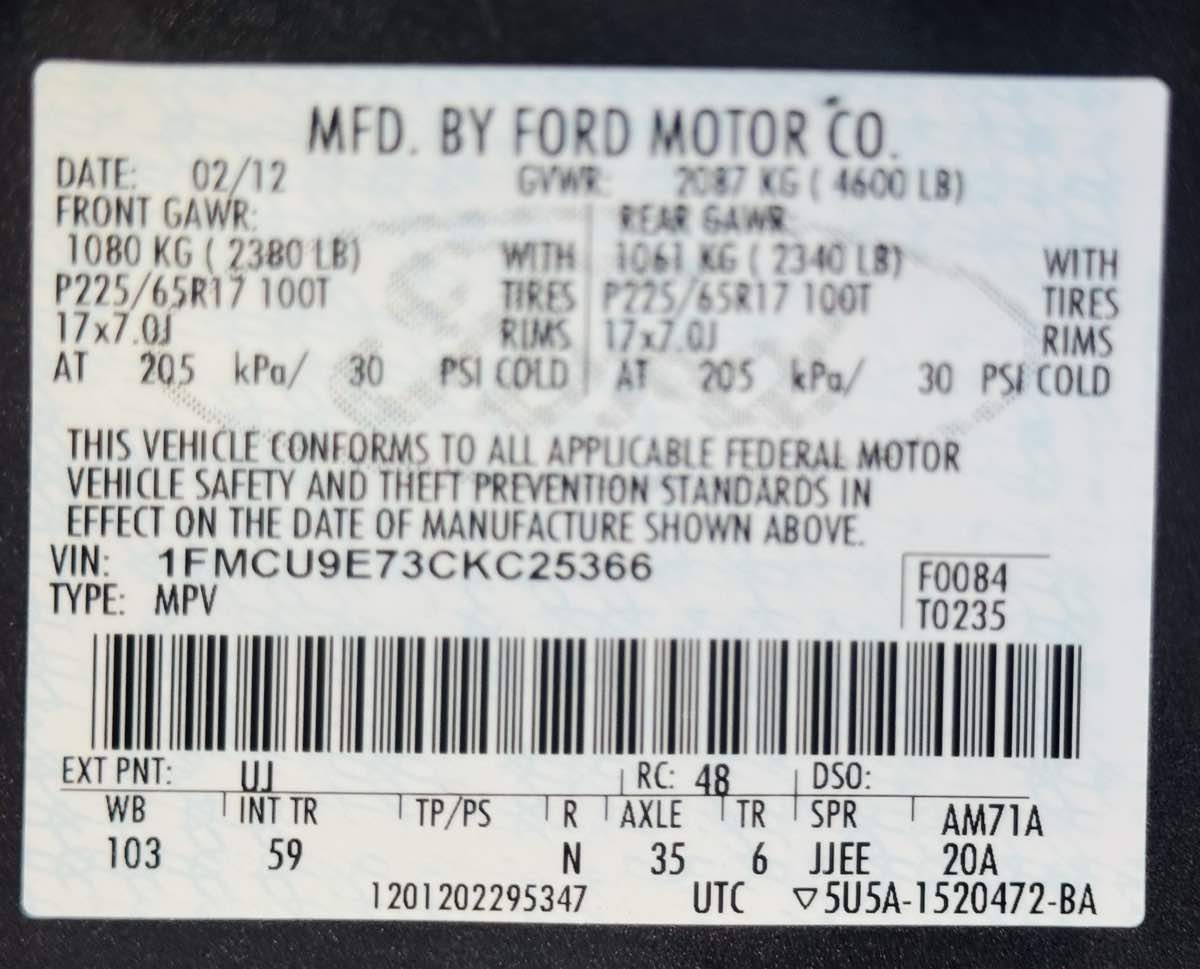 MFD. BY FORD MOTOR CO.
DATE: 02/12 GVWR: 2087 KG ( 4600 LB)
FRONT GAWR: REAR GAWR:
1080 KG ( 2380 LB) WITH 1061 KG ( 2340 LB) WITH
P225/65R17 100T TIRES P225/65R17 100T TIRES
17x7.0J RIMS 17x7.0J RIMS
AT 205 kPa/ 30 PSI COLD AT 205 kPa/ 30 PSI COLD
THIS VEHICLE CONFORMS TO ALL APPLICABLE FEDERAL MOTOR
VEHICLE SAFETY AND THEFT PREVENTION STANDARDS IN
EFFECT ON THE DATE OF MANUFACTURE SHOWN ABOVE.
VIN: 1FMCU9E73CKC25366
F0084
TYPE: MPV
T0235
EXT PNT: UJ RC: 48 DSO:
WB INT TR TP/PS R AXLE TR SPR AM71A
103 59 N 35 6 JJEE 20A
1201202295347 UTC ▽5U5A-1520472-BA